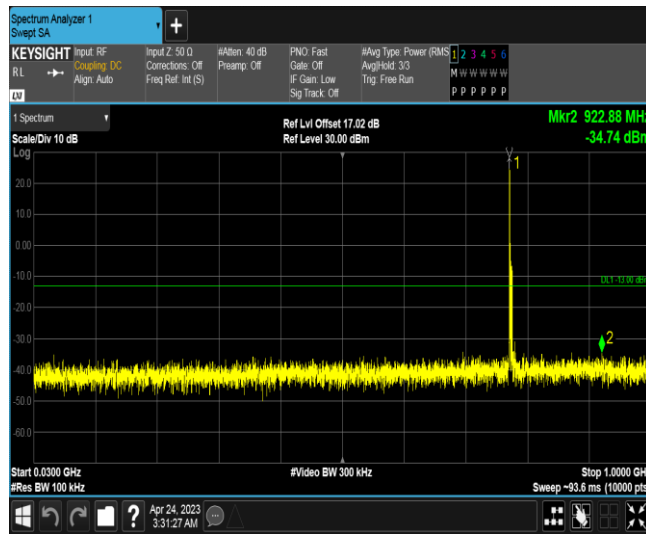 Spectrum Analyzer 1
Swept SA
+
KEYSIGHT
RL
LXI
Input: RF
Coupling: DC
Align: Auto
Input Z: 50 Ω
Corrections: Off
Freq Ref: Int (S)
#Atten: 40 dB
Preamp: Off
PNO: Fast
Gate: Off
IF Gain: Low
Sig Track: Off
#Avg Type: Power (RMS
Avg|Hold: 3/3
Trig: Free Run
1 2 3 4 5 6
M W W W W W
P P P P P P
1 Spectrum
Scale/Div 10 dB
Log
Ref Lvl Offset 17.02 dB
Ref Level 30.00 dBm
Mkr2 922.88 MHz
-34.74 dBm
1
20.0
10.0
0.00
-10.0
DL1 -13.00 dBm
-20.0
-30.0
2
-40.0
-50.0
-60.0
Start 0.0300 GHz
#Video BW 300 kHz
Stop 1.0000 GHz
#Res BW 100 kHz
Sweep ~93.6 ms (10000 pts)
?
Apr 24, 2023
3:31:27 AM